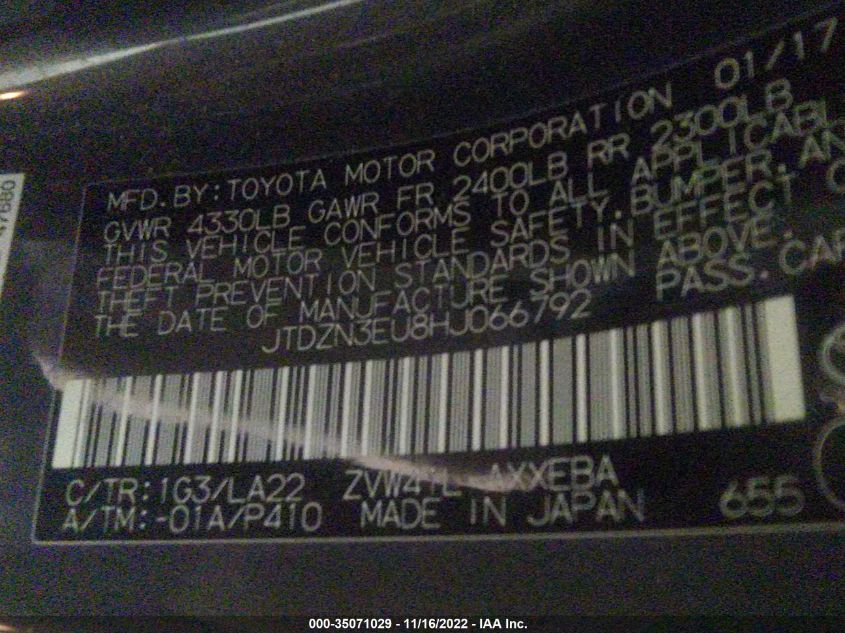 MFD.BY:TOYOTA MOTOR CORPORATION 01/17
GVWR 4330LB GAWR FR 2400LB RR 2300LB
THIS VEHICLE CONFORMS TO ALL APPLICABL
FEDERAL MOTOR VEHICLE SAFETY,BUMPER,AN
THEFT PREVENTION STANDARDS IN EFFECT O
THE DATE OF MANUFACTURE SHOWN ABOVE.
JTDZN3EU8HJ066792 PASS.CAR
C/TR:1G3/LA22 ZVW41L AXXEBA
A/TM:-01A/P410 MADE IN JAPAN 655
000-35071029 - 11/16/2022 - IAA Inc.